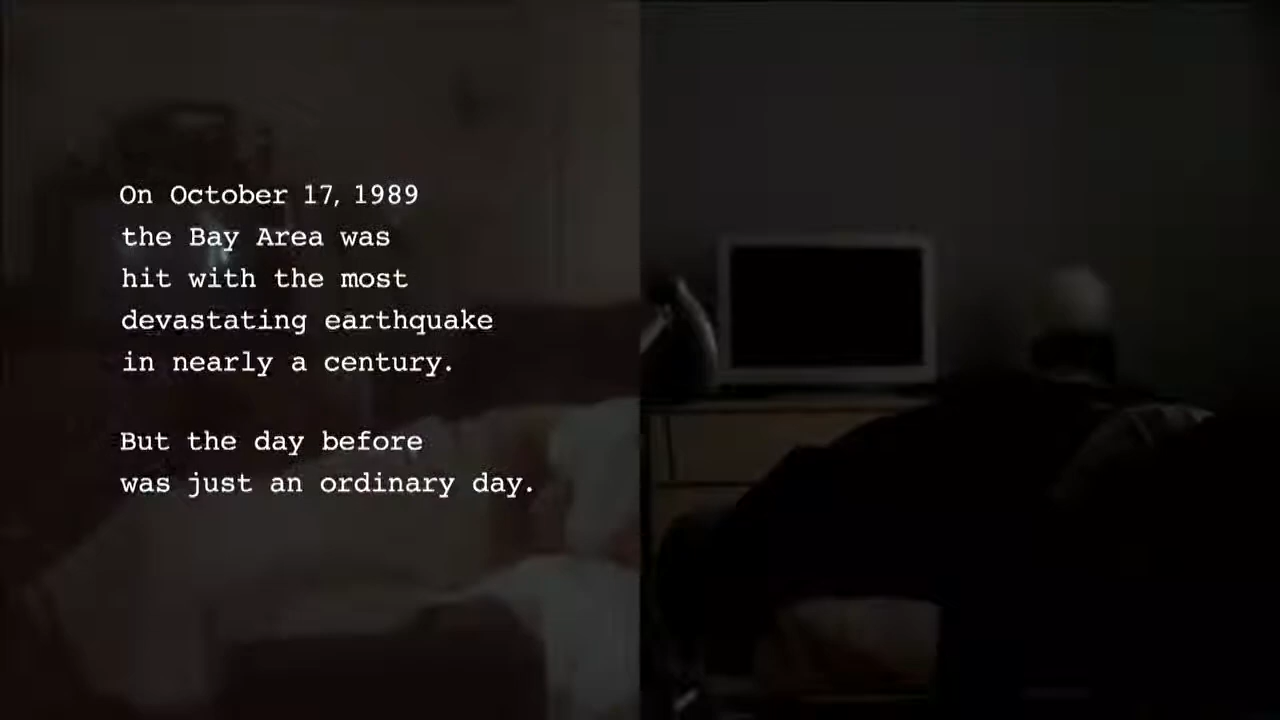 On October 17, 1989
the Bay Area was
hit with the most
devastating earthquake
in nearly a century.
But the day before
was just an ordinary day.